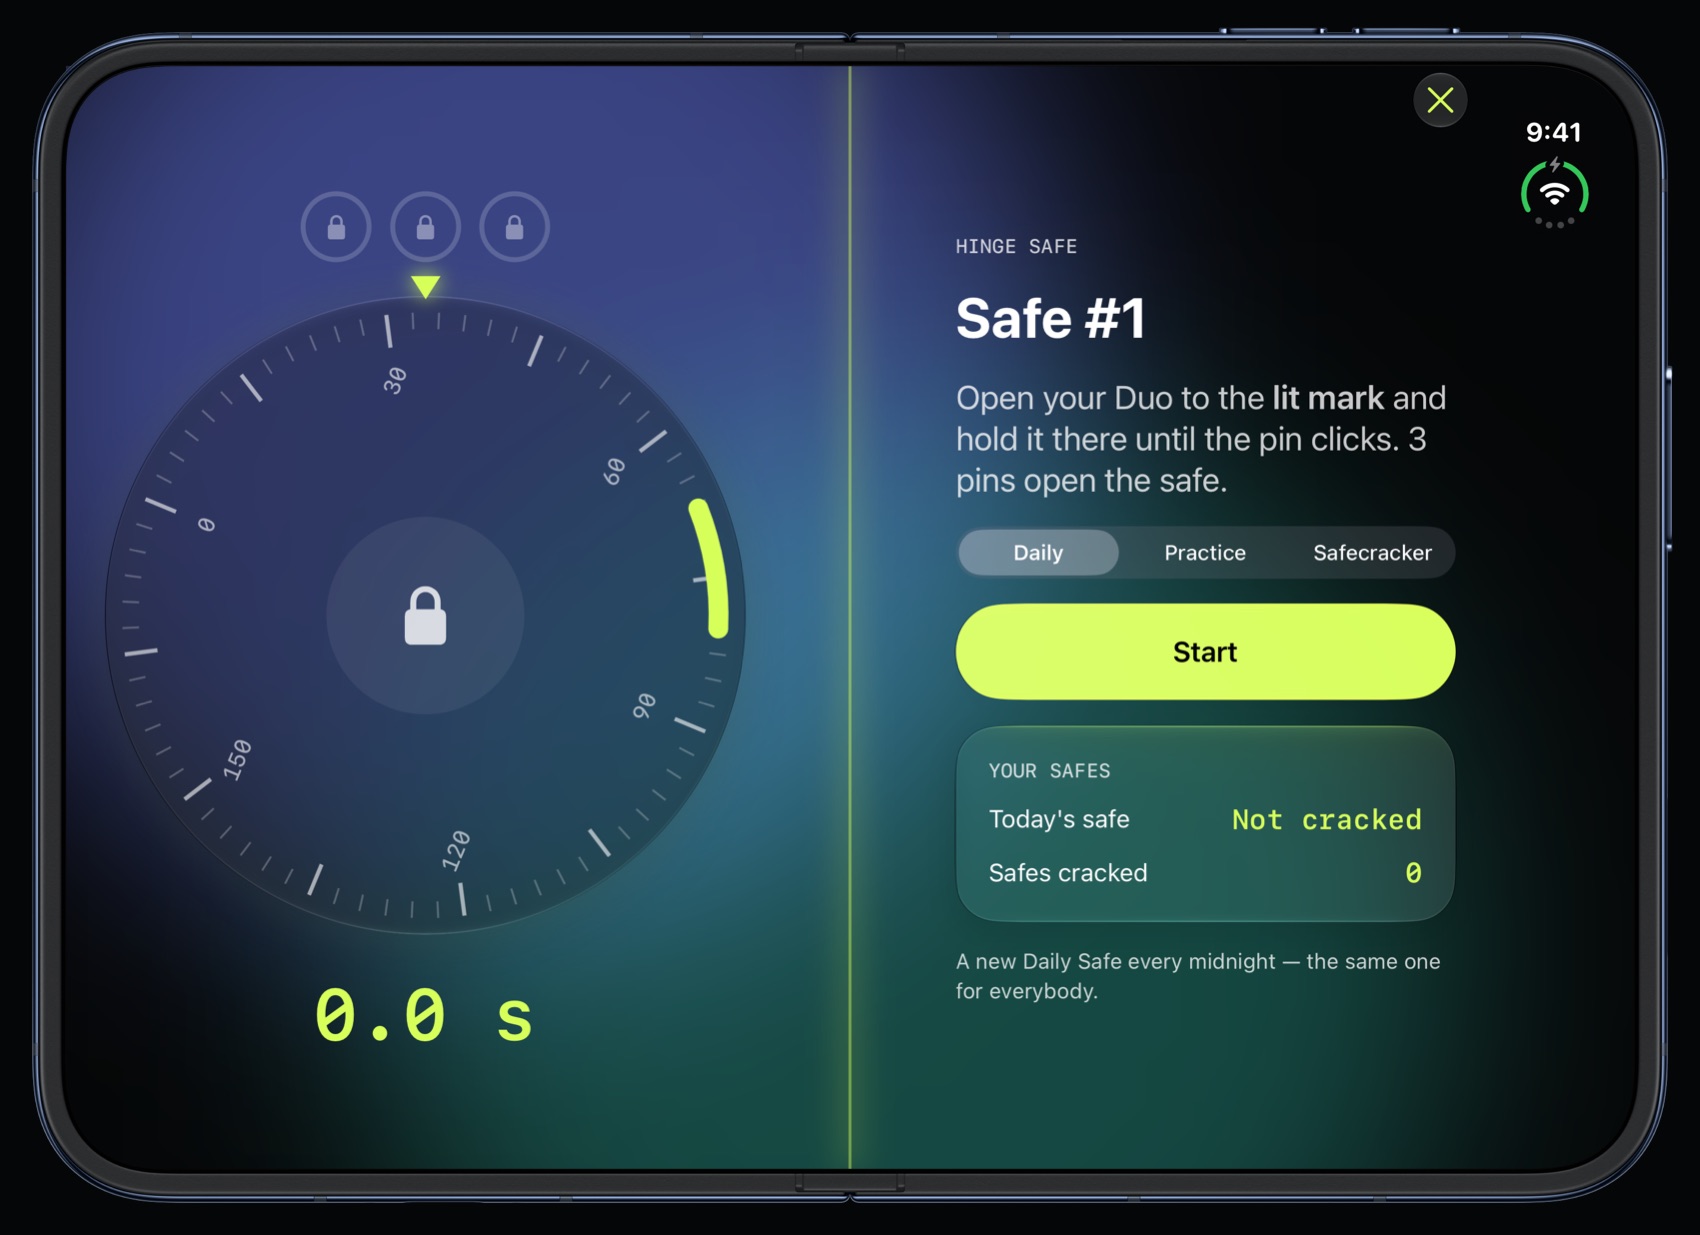 9:41
30
60
0
90
150
120
0.0 s
HINGE SAFE
Safe #1
Open your Duo to the lit mark and
hold it there until the pin clicks. 3
pins open the safe.
Daily Practice Safecracker
Start
YOUR SAFES
Today's safe Not cracked
Safes cracked 0
A new Daily Safe every midnight — the same one
for everybody.